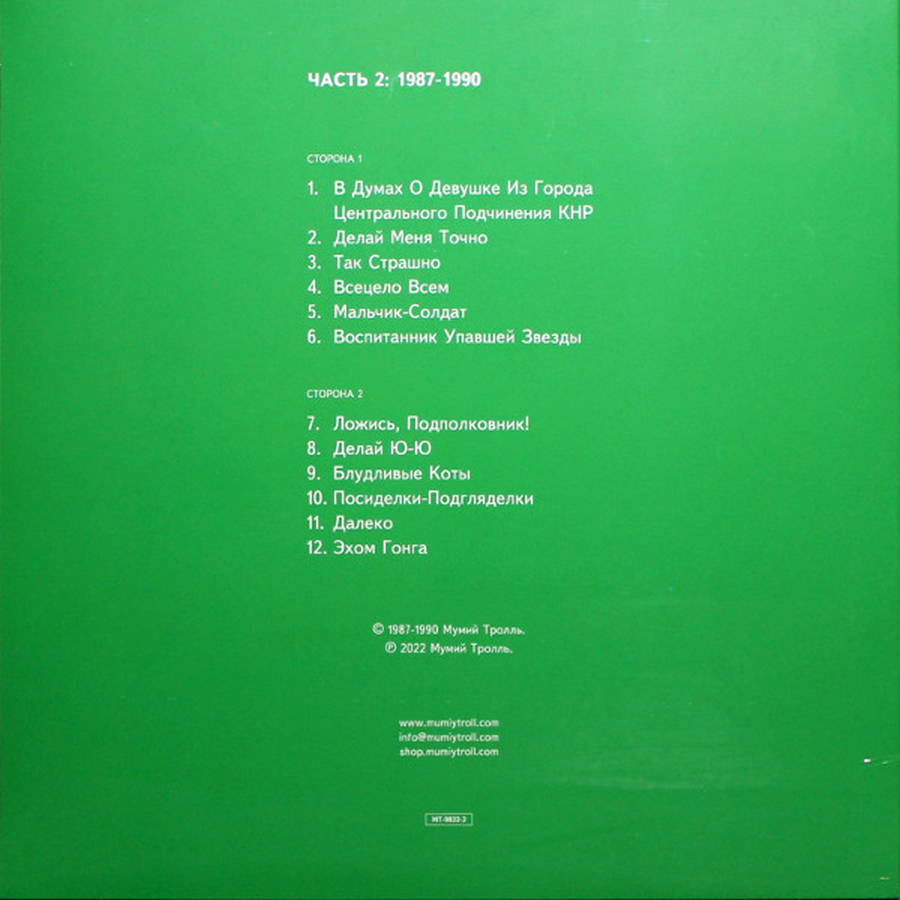 ЧАСТЬ 2: 1987-1990
СТОРОНА 1
1. В Думах О Девушке Из Города
Центрального Подчинения КНР
2. Делай Меня Точно
3. Так Страшно
4. Всецело Всем
5. Мальчик-Солдат
6. Воспитанник Упавшей Звезды
СТОРОНА 2
7. Ложись, Подполковник!
8. Делай Ю-Ю
9. Блудливые Коты
10. Посиделки-Подгляделки
11. Далеко
12. Эхом Гонга
© 1987-1990 Мумий Тролль.
℗ 2022 Мумий Тролль.
www.mumiytroll.com
info@mumiytroll.com
shop.mumiytroll.com